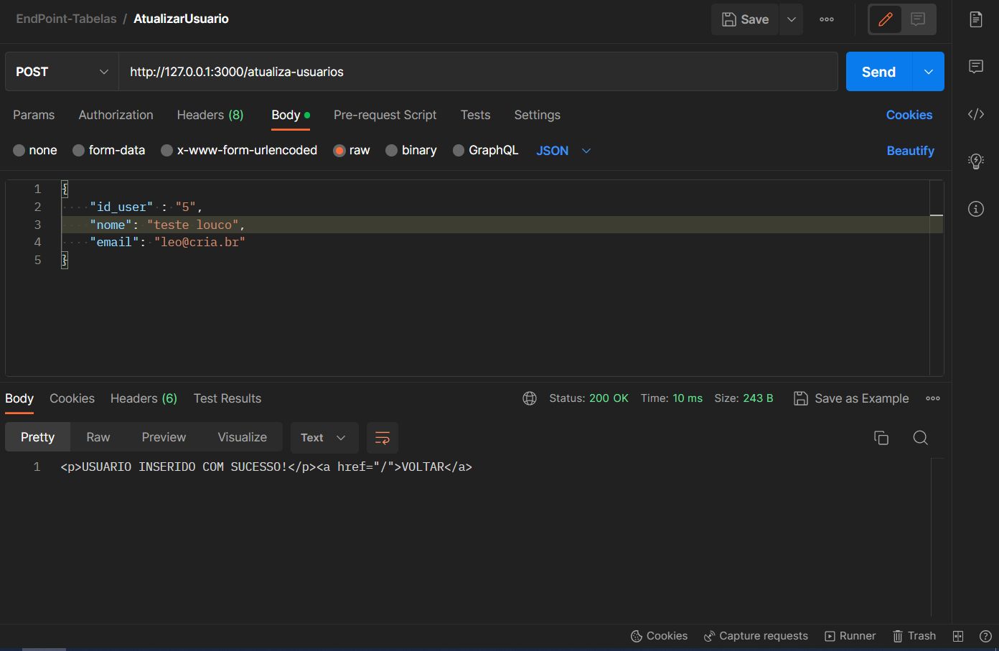 EndPoint-Tabelas / AtualizarUsuario
Save
POST http://127.0.0.1:3000/atualiza-usuarios Send
Params Authorization Headers (8) Body Pre-request Script Tests Settings Cookies
none form-data x-www-form-urlencoded raw binary GraphQL JSON Beautify
1 {
2 "id_user" : "5",
3 "nome": "teste louco",
4 "email": "leo@cria.br"
5 }
Body Cookies Headers (6) Test Results Status: 200 OK Time: 10 ms Size: 243 B Save as Example
Pretty Raw Preview Visualize Text
1 <p>USUARIO INSERIDO COM SUCESSO!</p><a href="/">VOLTAR</a>
Cookies Capture requests Runner Trash